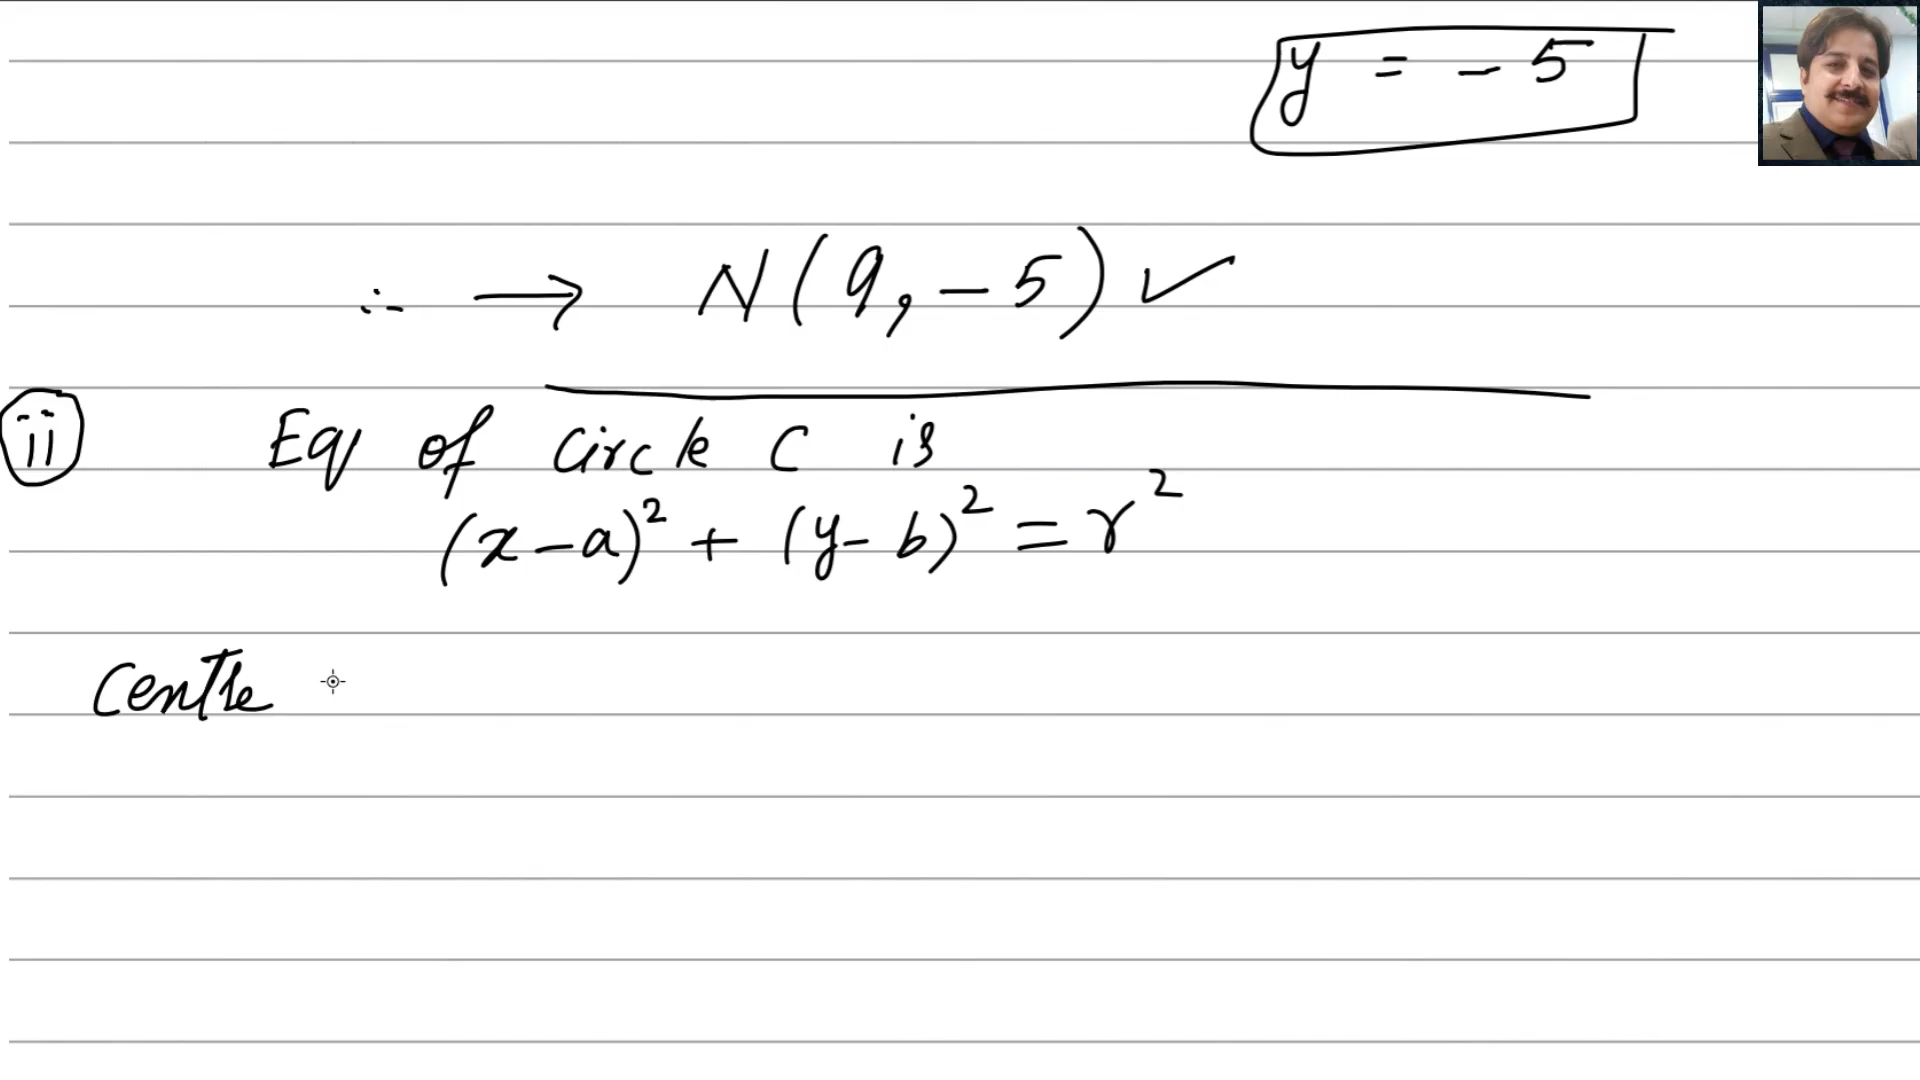 y = - 5
∴ → N(9, - 5) ✓
ii Eq of circle C is
(x - a)² + (y - b)² = r²
Centre